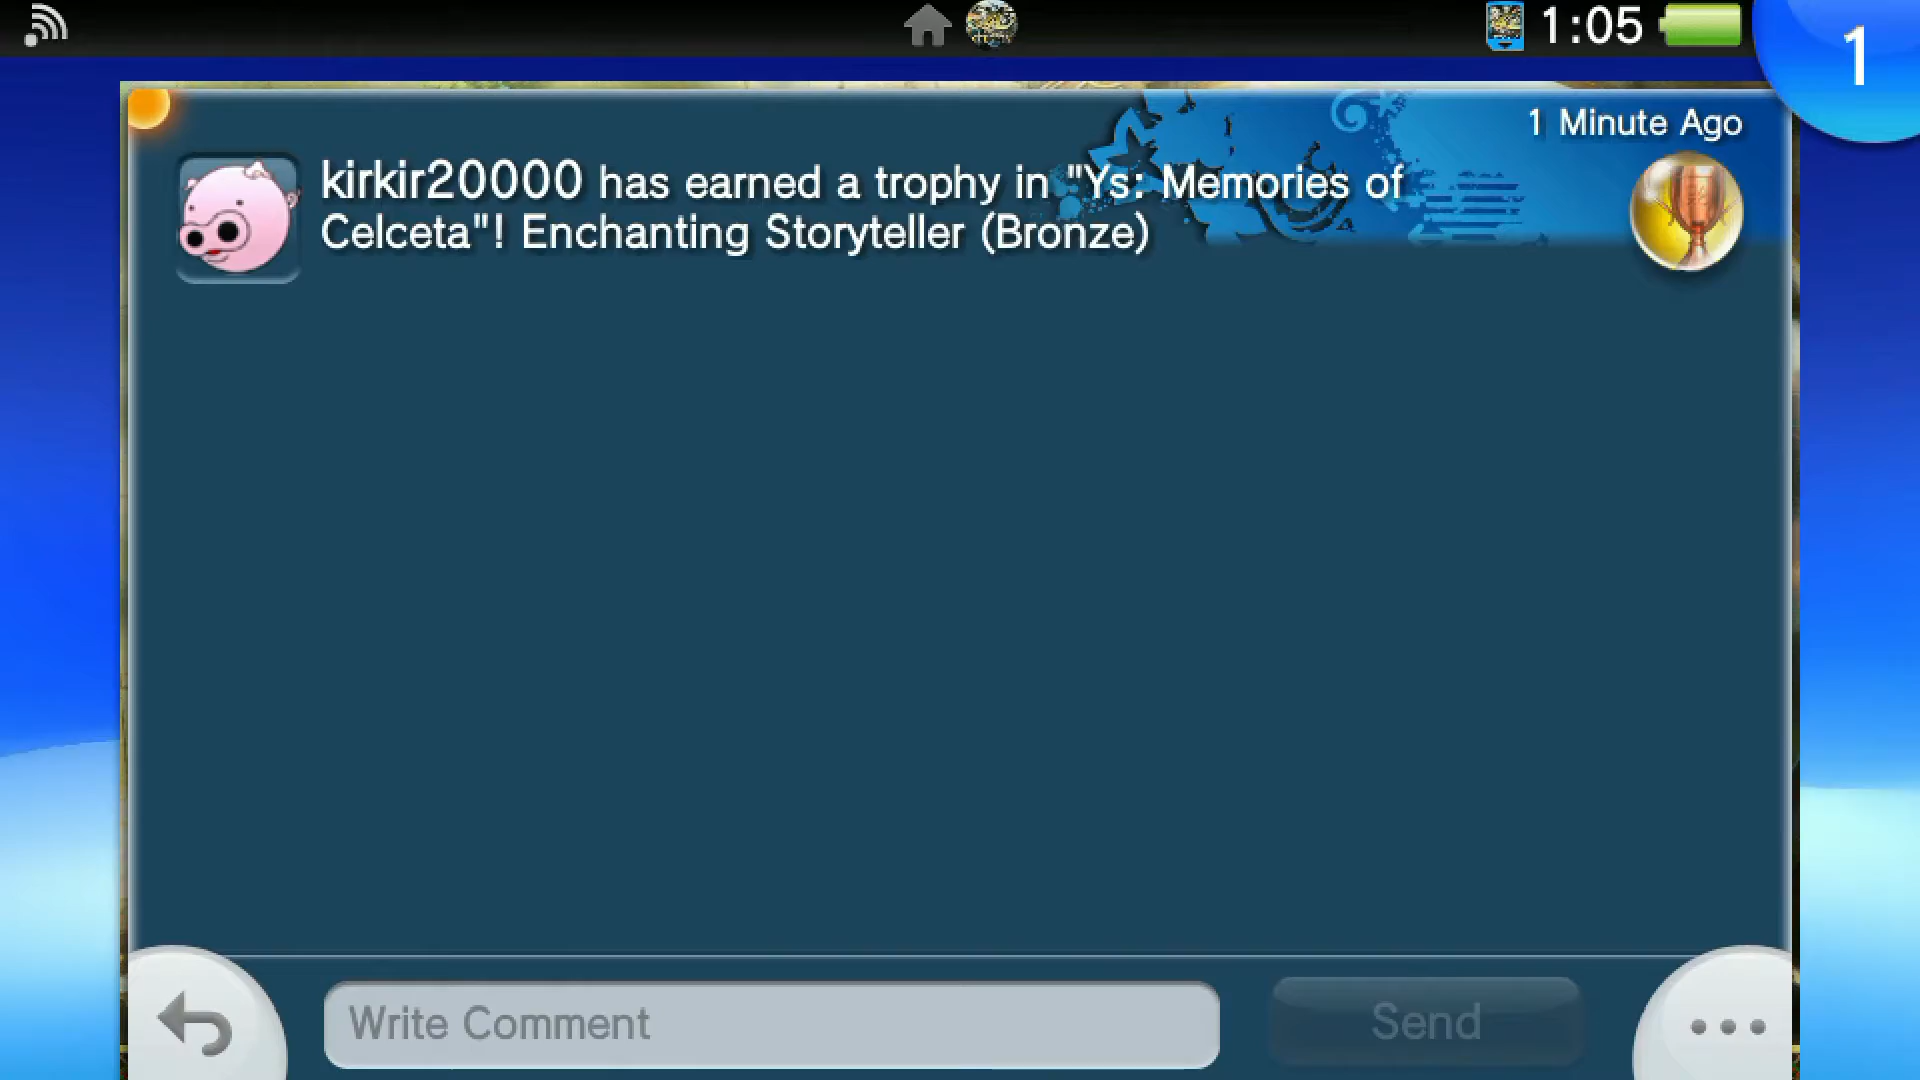 1:05
1
1 Minute Ago
kirkir20000 has earned a trophy in "Ys: Memories of
Celceta"! Enchanting Storyteller (Bronze)
Write Comment
Send